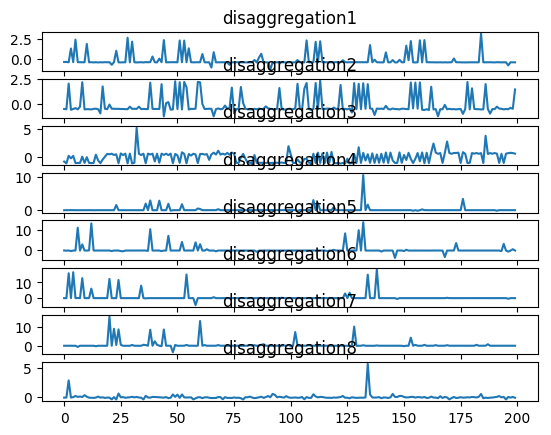 disaggregation1
2.5
0.0
disaggregation2
2.5
0.0
disaggregation3
5
0
disaggregation4
10
0
disaggregation5
10
0
disaggregation6
10
0
disaggregation7
10
0
disaggregation8
5
0
0 25 50 75 100 125 150 175 200